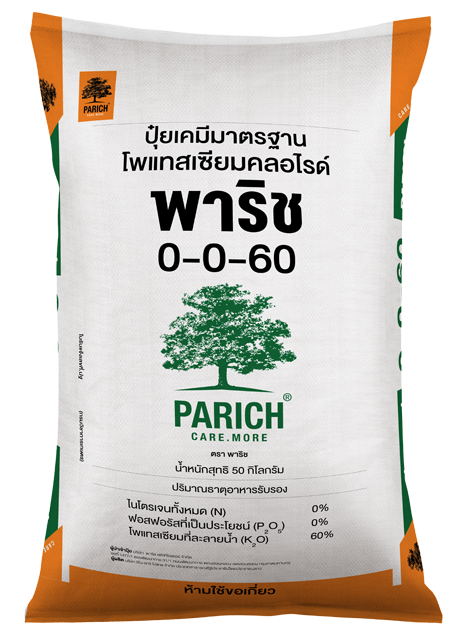 PARICH
CARE.MORE
CARE.
ปุ๋ยเคมีมาตรฐาน
โพแทสเซียมคลอไรด์
พาริช
0-0-60
PARICH®
CARE.MORE
ตรา พาริช
น้ำหนักสุทธิ 50 กิโลกรัม
ปริมาณธาตุอาหารรับรอง
ไนโตรเจนทั้งหมด (N) 0%
ฟอสฟอรัสที่เป็นประโยชน์ (P2O5) 0%
โพแทสเซียมที่ละลายน้ำ (K2O) 60%
ห้ามใช้ขอเกี่ยว